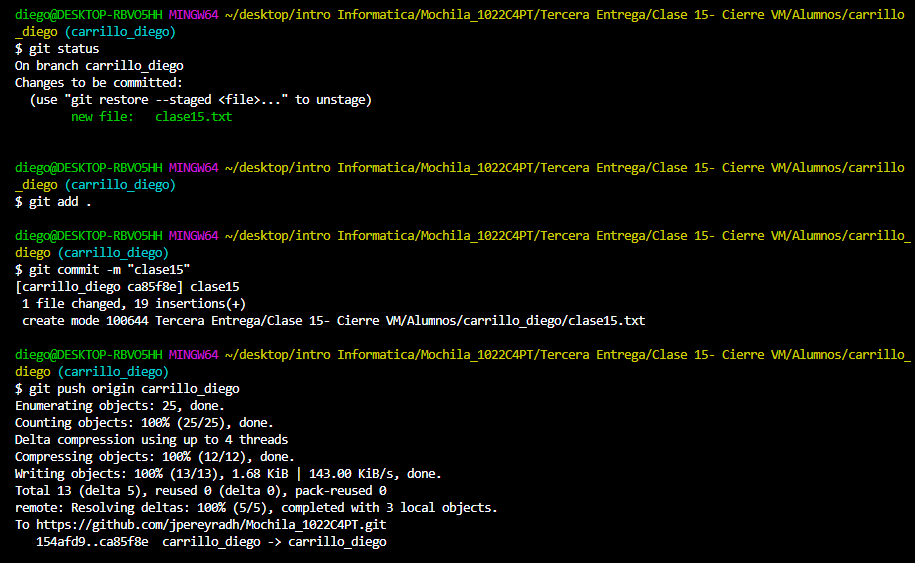 diego@DESKTOP-RBVO5HH MINGW64 ~/desktop/intro Informatica/Mochila_1022C4PT/Tercera Entrega/Clase 15- Cierre VM/Alumnos/carrillo
_diego (carrillo_diego)
$ git status
On branch carrillo_diego
Changes to be committed:
  (use "git restore --staged <file>..." to unstage)
        new file:   clase15.txt
diego@DESKTOP-RBVO5HH MINGW64 ~/desktop/intro Informatica/Mochila_1022C4PT/Tercera Entrega/Clase 15- Cierre VM/Alumnos/carrillo
_diego (carrillo_diego)
$ git add .
diego@DESKTOP-RBVO5HH MINGW64 ~/desktop/intro Informatica/Mochila_1022C4PT/Tercera Entrega/Clase 15- Cierre VM/Alumnos/carrillo_
diego (carrillo_diego)
$ git commit -m "clase15"
[carrillo_diego ca85f8e] clase15
 1 file changed, 19 insertions(+)
 create mode 100644 Tercera Entrega/Clase 15- Cierre VM/Alumnos/carrillo_diego/clase15.txt
diego@DESKTOP-RBVO5HH MINGW64 ~/desktop/intro Informatica/Mochila_1022C4PT/Tercera Entrega/Clase 15- Cierre VM/Alumnos/carrillo_
diego (carrillo_diego)
$ git push origin carrillo_diego
Enumerating objects: 25, done.
Counting objects: 100% (25/25), done.
Delta compression using up to 4 threads
Compressing objects: 100% (12/12), done.
Writing objects: 100% (13/13), 1.68 KiB | 143.00 KiB/s, done.
Total 13 (delta 5), reused 0 (delta 0), pack-reused 0
remote: Resolving deltas: 100% (5/5), completed with 3 local objects.
To https://github.com/jpereyradh/Mochila_1022C4PT.git
   154afd9..ca85f8e  carrillo_diego -> carrillo_diego